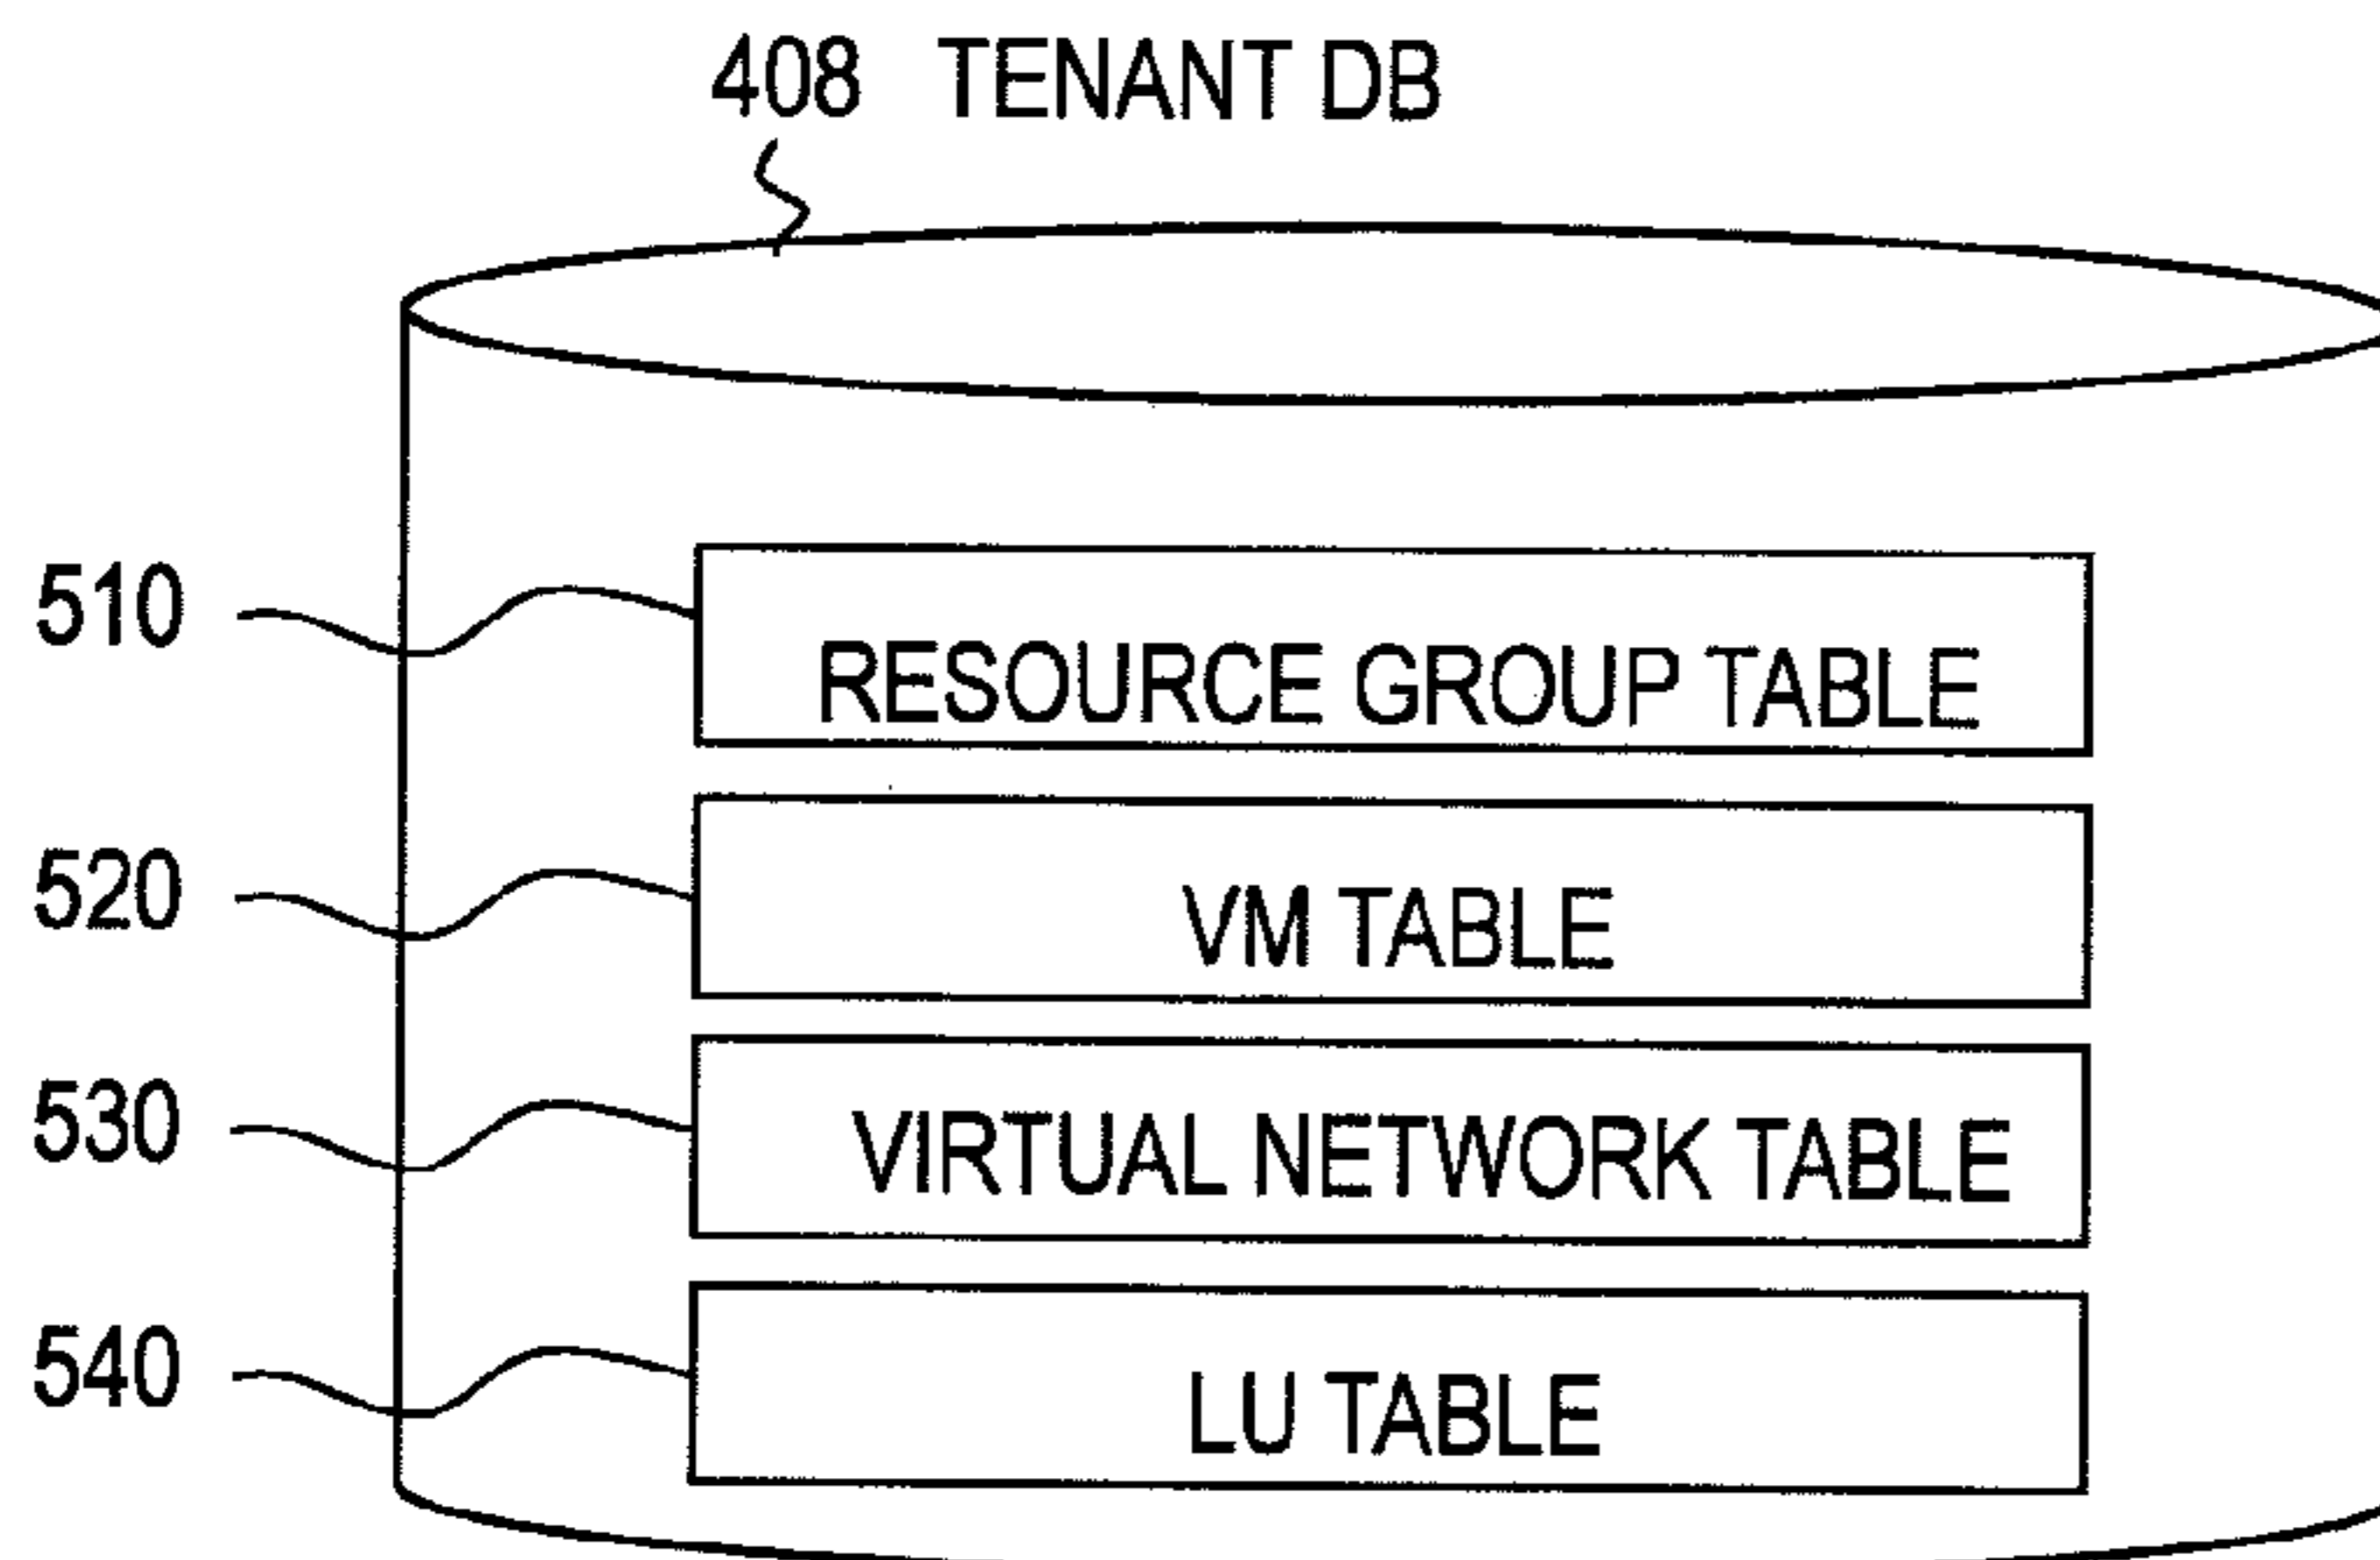 408 TENANT DB
510
RESOURCE GROUP TABLE
520
VM TABLE
530
VIRTUAL NETWORK TABLE
540
LU TABLE